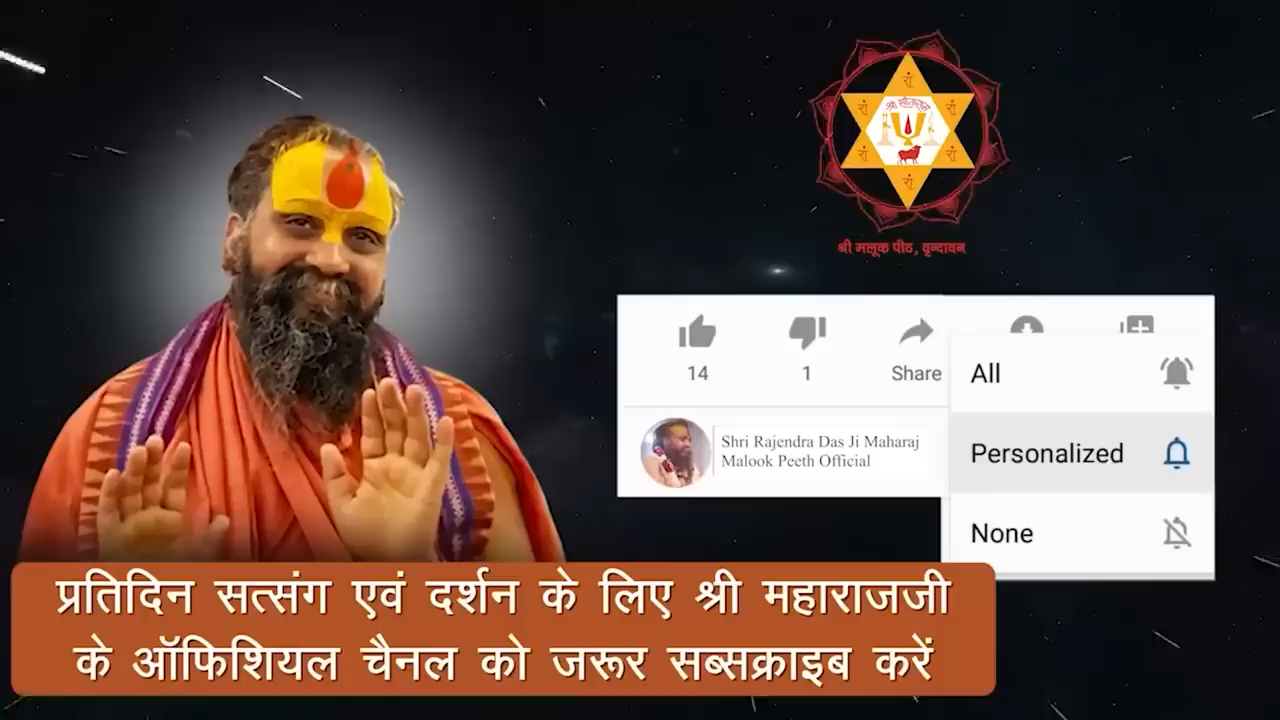 रां
रां
रां
श्री सीताराम
रां
रां
रां
श्री मलूक पीठ, वृन्दावन
14
1
Share
All
Shri Rajendra Das Ji Maharaj
Malook Peeth Official
Personalized
None
प्रतिदिन सत्संग एवं दर्शन के लिए श्री महाराजजी
के ऑफिशियल चैनल को जरूर सब्सक्राइब करें